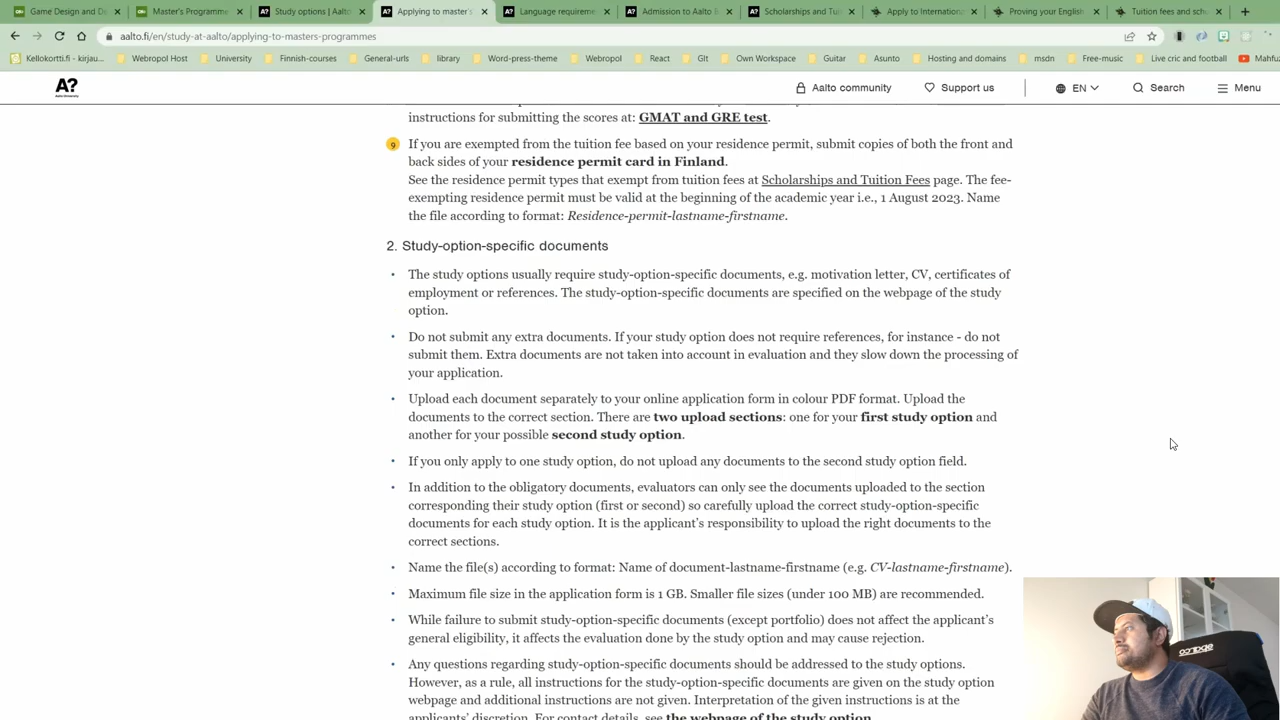 Game Design and De
Master's Programme
Study options | Aalto
Applying to master's
Language requireme
Admission to Aalto B
Scholarships and Tui
Apply to Internationa
Proving your English
Tuition fees and scho
aalto.fi/en/study-at-aalto/applying-to-masters-programmes
Kellokortti.fi - kirjau...
Webropol Host
University
Finnish-courses
General-urls
library
Word-press-theme
Webropol
React
GIt
Own Workspace
Guitar
Asunto
Hosting and domains
msdn
Free-music
Live cric and football
Mahfuz
A?
Aalto University
Aalto community
Support us
EN
Search
Menu
instructions for submitting the scores at: GMAT and GRE test.
9 If you are exempted from the tuition fee based on your residence permit, submit copies of both the front and
back sides of your residence permit card in Finland.
See the residence permit types that exempt from tuition fees at Scholarships and Tuition Fees page. The fee-
exempting residence permit must be valid at the beginning of the academic year i.e., 1 August 2023. Name
the file according to format: Residence-permit-lastname-firstname.
2. Study-option-specific documents
• The study options usually require study-option-specific documents, e.g. motivation letter, CV, certificates of
employment or references. The study-option-specific documents are specified on the webpage of the study
option.
• Do not submit any extra documents. If your study option does not require references, for instance - do not
submit them. Extra documents are not taken into account in evaluation and they slow down the processing of
your application.
• Upload each document separately to your online application form in colour PDF format. Upload the
documents to the correct section. There are two upload sections: one for your first study option and
another for your possible second study option.
• If you only apply to one study option, do not upload any documents to the second study option field.
• In addition to the obligatory documents, evaluators can only see the documents uploaded to the section
corresponding their study option (first or second) so carefully upload the correct study-option-specific
documents for each study option. It is the applicant's responsibility to upload the right documents to the
correct sections.
• Name the file(s) according to format: Name of document-lastname-firstname (e.g. CV-lastname-firstname).
• Maximum file size in the application form is 1 GB. Smaller file sizes (under 100 MB) are recommended.
• While failure to submit study-option-specific documents (except portfolio) does not affect the applicant's
general eligibility, it affects the evaluation done by the study option and may cause rejection.
• Any questions regarding study-option-specific documents should be addressed to the study options.
However, as a rule, all instructions for the study-option-specific documents are given on the study option
webpage and additional instructions are not given. Interpretation of the given instructions is at the
applicants' discretion. For contact details, see the webpage of the study option.